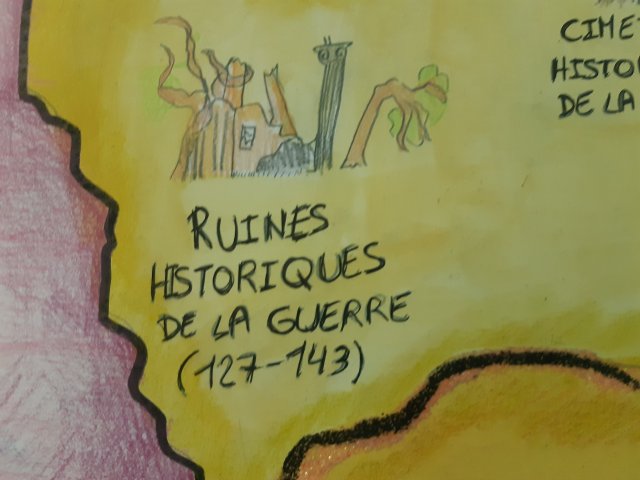 RUINES
HISTORIQUES
DE LA GUERRE
(127-143)
CIME
HISTO
DE LA